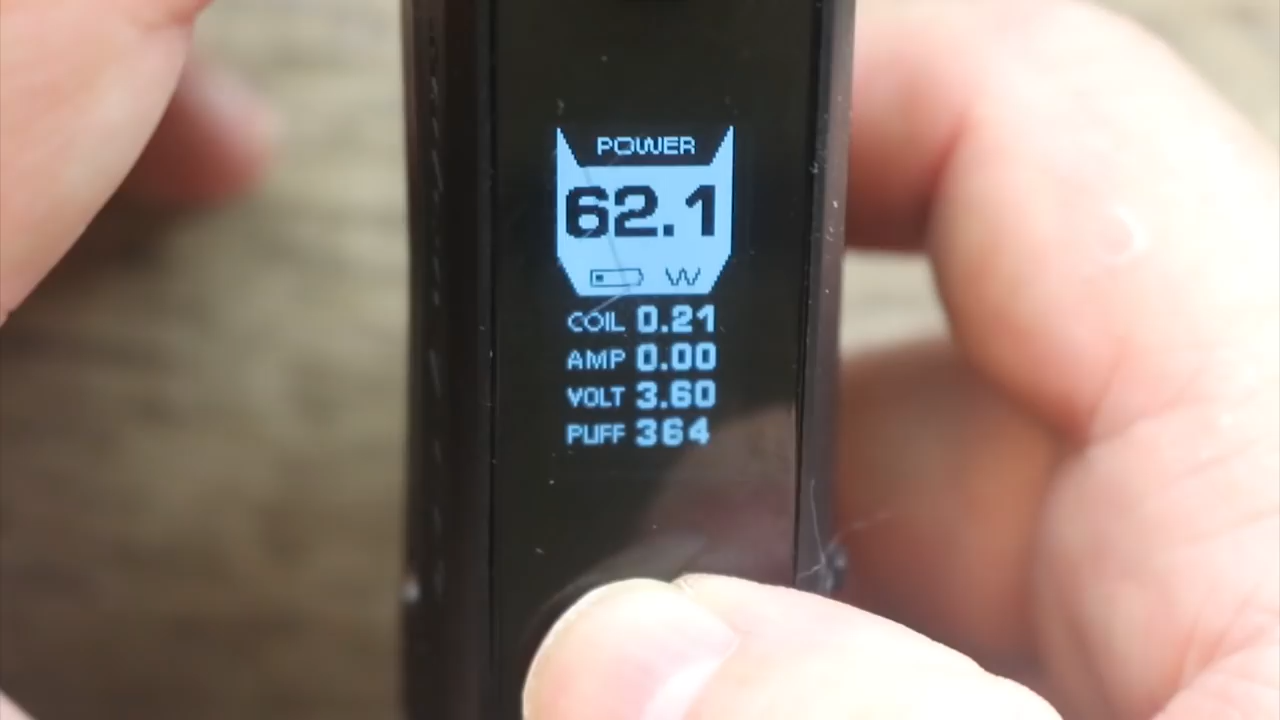 POWER
62.1
W
COIL 0.21
AMP 0.00
VOLT 3.60
PUFF 364